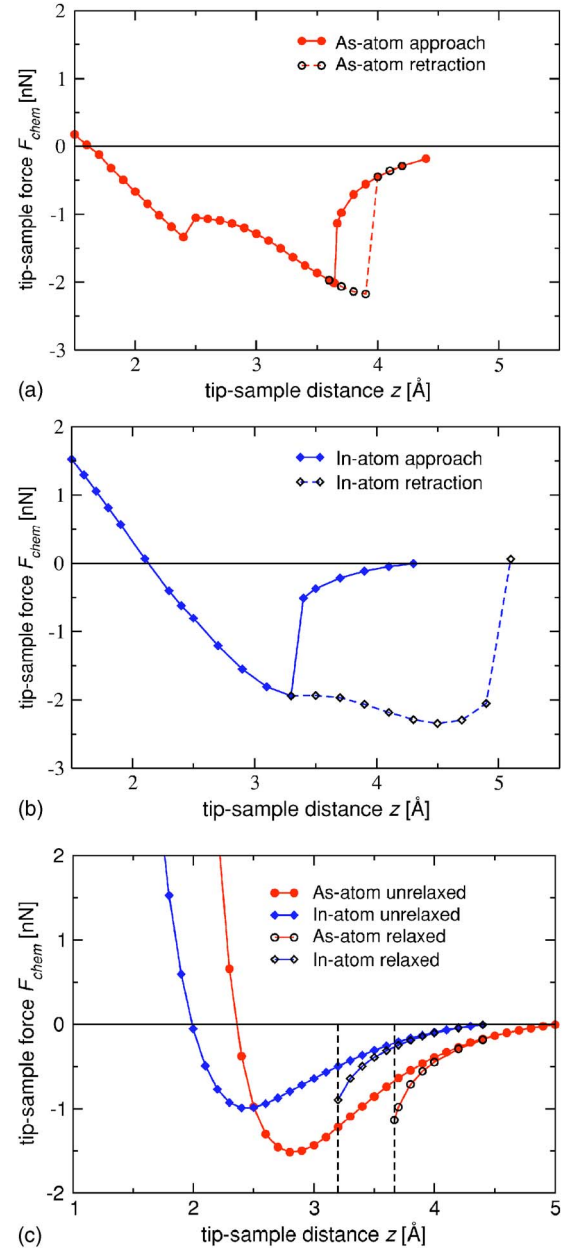 2
As-atom approach
As-atom retraction
1
0
-1
-2
-3
tip-sample force F_chem [nN]
2 3 4 5
(a) tip-sample distance z [Å]
2
In-atom approach
In-atom retraction
1
0
-1
-2
-3
tip-sample force F_chem [nN]
2 3 4 5
(b) tip-sample distance z [Å]
2
As-atom unrelaxed
In-atom unrelaxed
As-atom relaxed
In-atom relaxed
1
0
-1
-2
tip-sample force F_chem [nN]
1 2 3 4 5
(c) tip-sample distance z [Å]